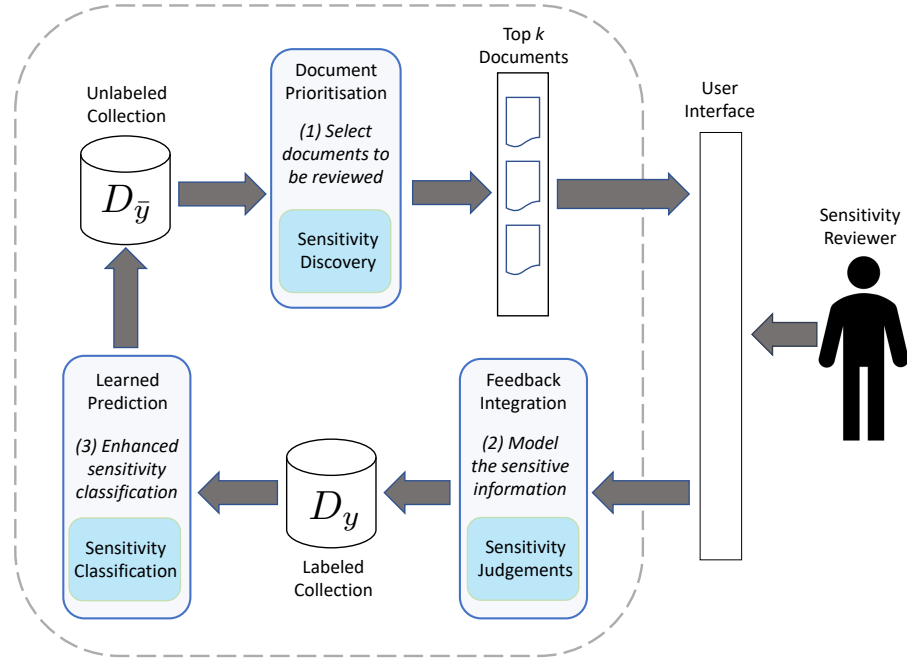 Unlabeled
Collection
D_ȳ
Document
Prioritisation
(1) Select
documents to
be reviewed
Sensitivity
Discovery
Top k
Documents
User
Interface
Sensitivity
Reviewer
Learned
Prediction
(3) Enhanced
sensitivity
classification
Sensitivity
Classification
D_y
Labeled
Collection
Feedback
Integration
(2) Model
the sensitive
information
Sensitivity
Judgements